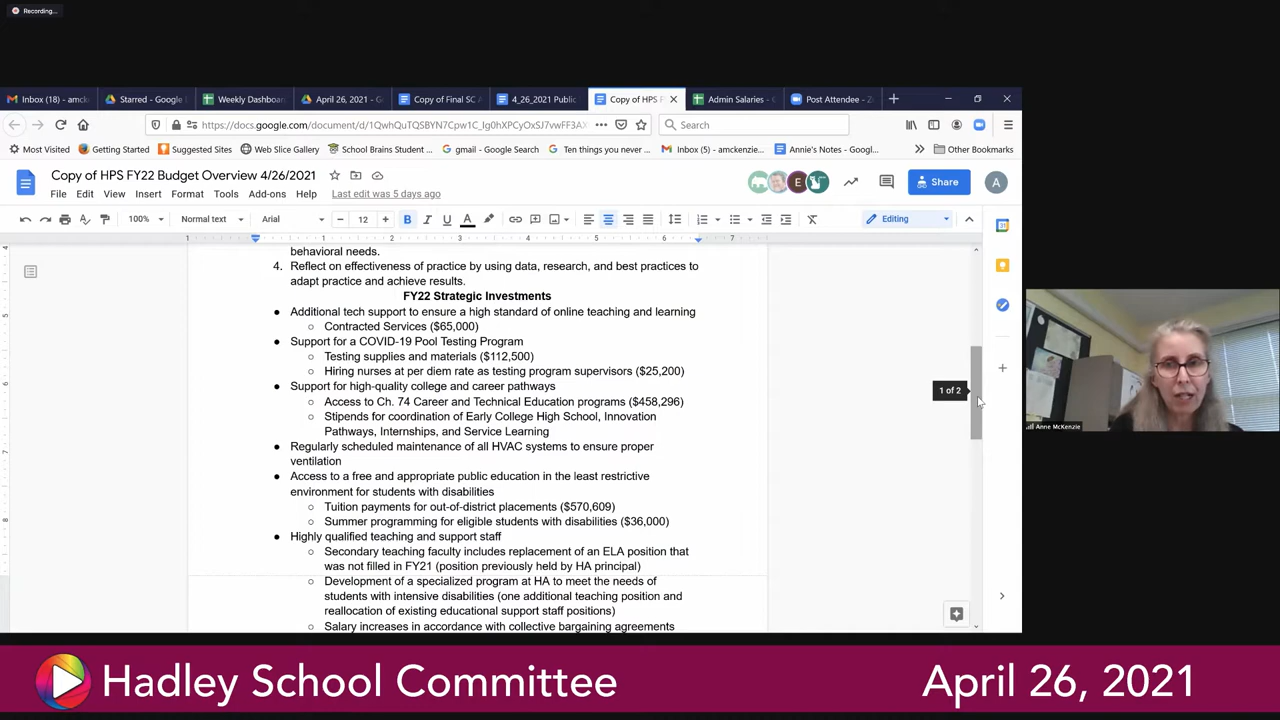 Recording...
Inbox (18) - amck
Starred - Google
Weekly Dashboar
April 26, 2021 - G
Copy of Final SC A
4_26_2021 Public
Copy of HPS F
Admin Salaries - G
Post Attendee - Z
https://docs.google.com/document/d/1QwhQuTQSBYN7Cpw1C_Ig0hXPCyOxSJ7vwFF3AX
Search
Most Visited
Getting Started
Suggested Sites
Web Slice Gallery
School Brains Student ...
gmail - Google Search
Ten things you never ...
Inbox (5) - amckenzie...
Annie's Notes - Googl...
Other Bookmarks
Copy of HPS FY22 Budget Overview 4/26/2021
E
Share
A
File Edit View Insert Format Tools Add-ons Help
Last edit was 5 days ago
100%
Normal text
Arial
12
B I U A
Editing
1 1 2 3 4 5 6 7
behavioral needs.
4. Reflect on effectiveness of practice by using data, research, and best practices to
adapt practice and achieve results.
FY22 Strategic Investments
● Additional tech support to ensure a high standard of online teaching and learning
○ Contracted Services ($65,000)
● Support for a COVID-19 Pool Testing Program
○ Testing supplies and materials ($112,500)
○ Hiring nurses at per diem rate as testing program supervisors ($25,200)
● Support for high-quality college and career pathways
○ Access to Ch. 74 Career and Technical Education programs ($458,296)
○ Stipends for coordination of Early College High School, Innovation
Pathways, Internships, and Service Learning
● Regularly scheduled maintenance of all HVAC systems to ensure proper
ventilation
● Access to a free and appropriate public education in the least restrictive
environment for students with disabilities
○ Tuition payments for out-of-district placements ($570,609)
○ Summer programming for eligible students with disabilities ($36,000)
● Highly qualified teaching and support staff
○ Secondary teaching faculty includes replacement of an ELA position that
was not filled in FY21 (position previously held by HA principal)
○ Development of a specialized program at HA to meet the needs of
students with intensive disabilities (one additional teaching position and
reallocation of existing educational support staff positions)
○ Salary increases in accordance with collective bargaining agreements
1 of 2
Anne McKenzie
Hadley School Committee
April 26, 2021